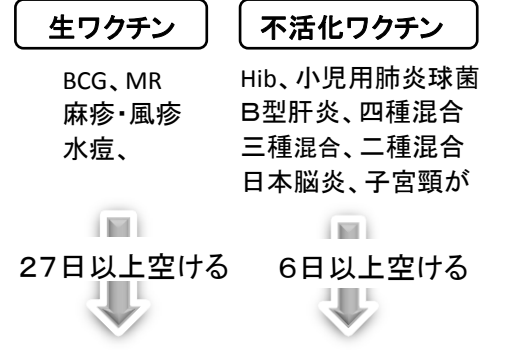 生ワクチン
BCG、MR
麻疹・風疹
水痘、
27日以上空ける
不活化ワクチン
Hib、小児用肺炎球菌
B型肝炎、四種混合
三種混合、二種混合
日本脳炎、子宮頸が
6日以上空ける